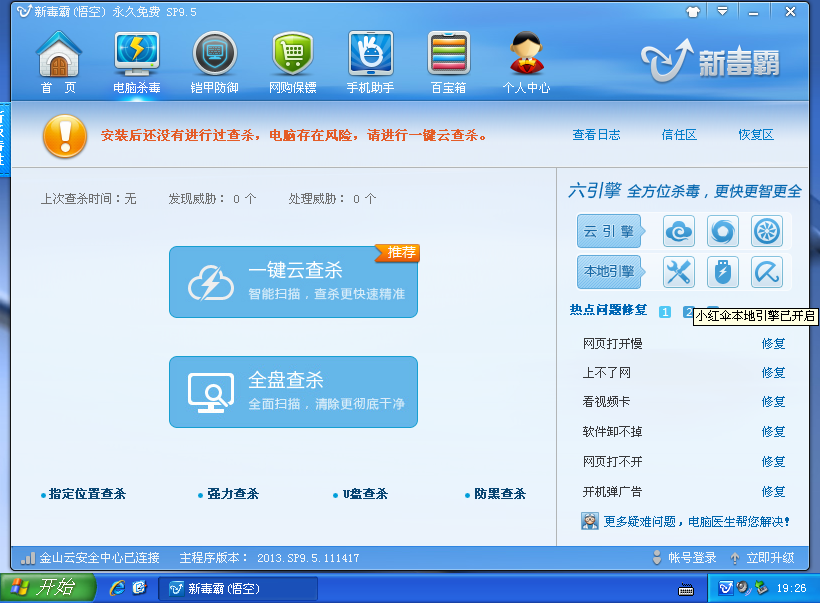 新毒霸(悟空) 永久免费 SP9.5
首 页
电脑杀毒
铠甲防御
网购保镖
手机助手
百宝箱
个人中心
新毒霸
安装后还没有进行过查杀，电脑存在风险，请进行一键云查杀。
查看日志
信任区
恢复区
上次查杀时间：无
发现威胁： 0 个
处理威胁： 0 个
推荐
一键云查杀
智能扫描，查杀更快速精准
全盘查杀
全面扫描，清除更彻底干净
指定位置查杀
强力查杀
U盘查杀
防黑查杀
六引擎 全方位杀毒，更快更智更全
云 引 擎
本地引擎
热点问题修复 1 2
小红伞本地引擎已开启
网页打开慢 修复
上不了网 修复
看视频卡 修复
软件卸不掉 修复
网页打不开 修复
开机弹广告 修复
更多疑难问题，电脑医生帮您解决!
金山云安全中心已连接
主程序版本： 2013.SP9.5.111417
帐号登录
立即升级
开始
新毒霸(悟空)
19:26